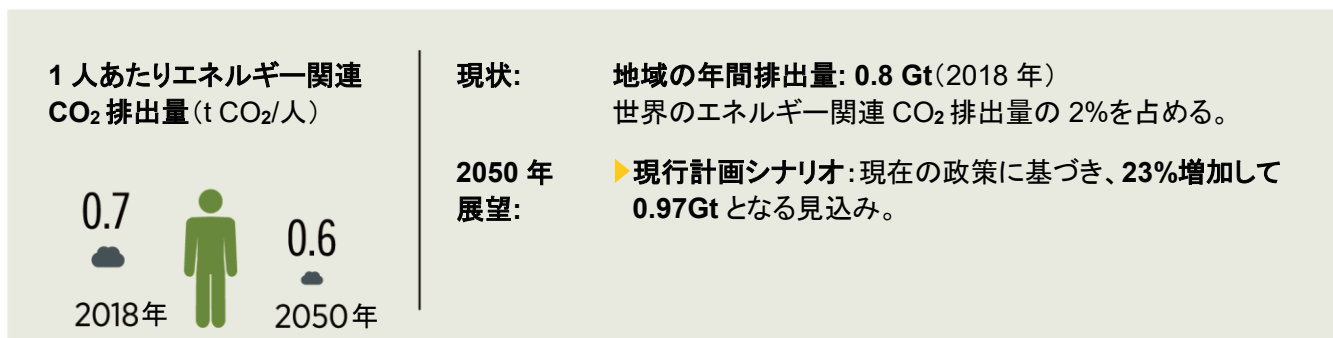 1 人あたりエネルギー関連
CO₂ 排出量（t CO₂/人）
0.7
2018年
0.6
2050年
現状: 地域の年間排出量: 0.8 Gt（2018 年）
世界のエネルギー関連 CO₂ 排出量の 2%を占める。
2050 年 ▶現行計画シナリオ：現在の政策に基づき、23%増加して
展望: 0.97Gt となる見込み。